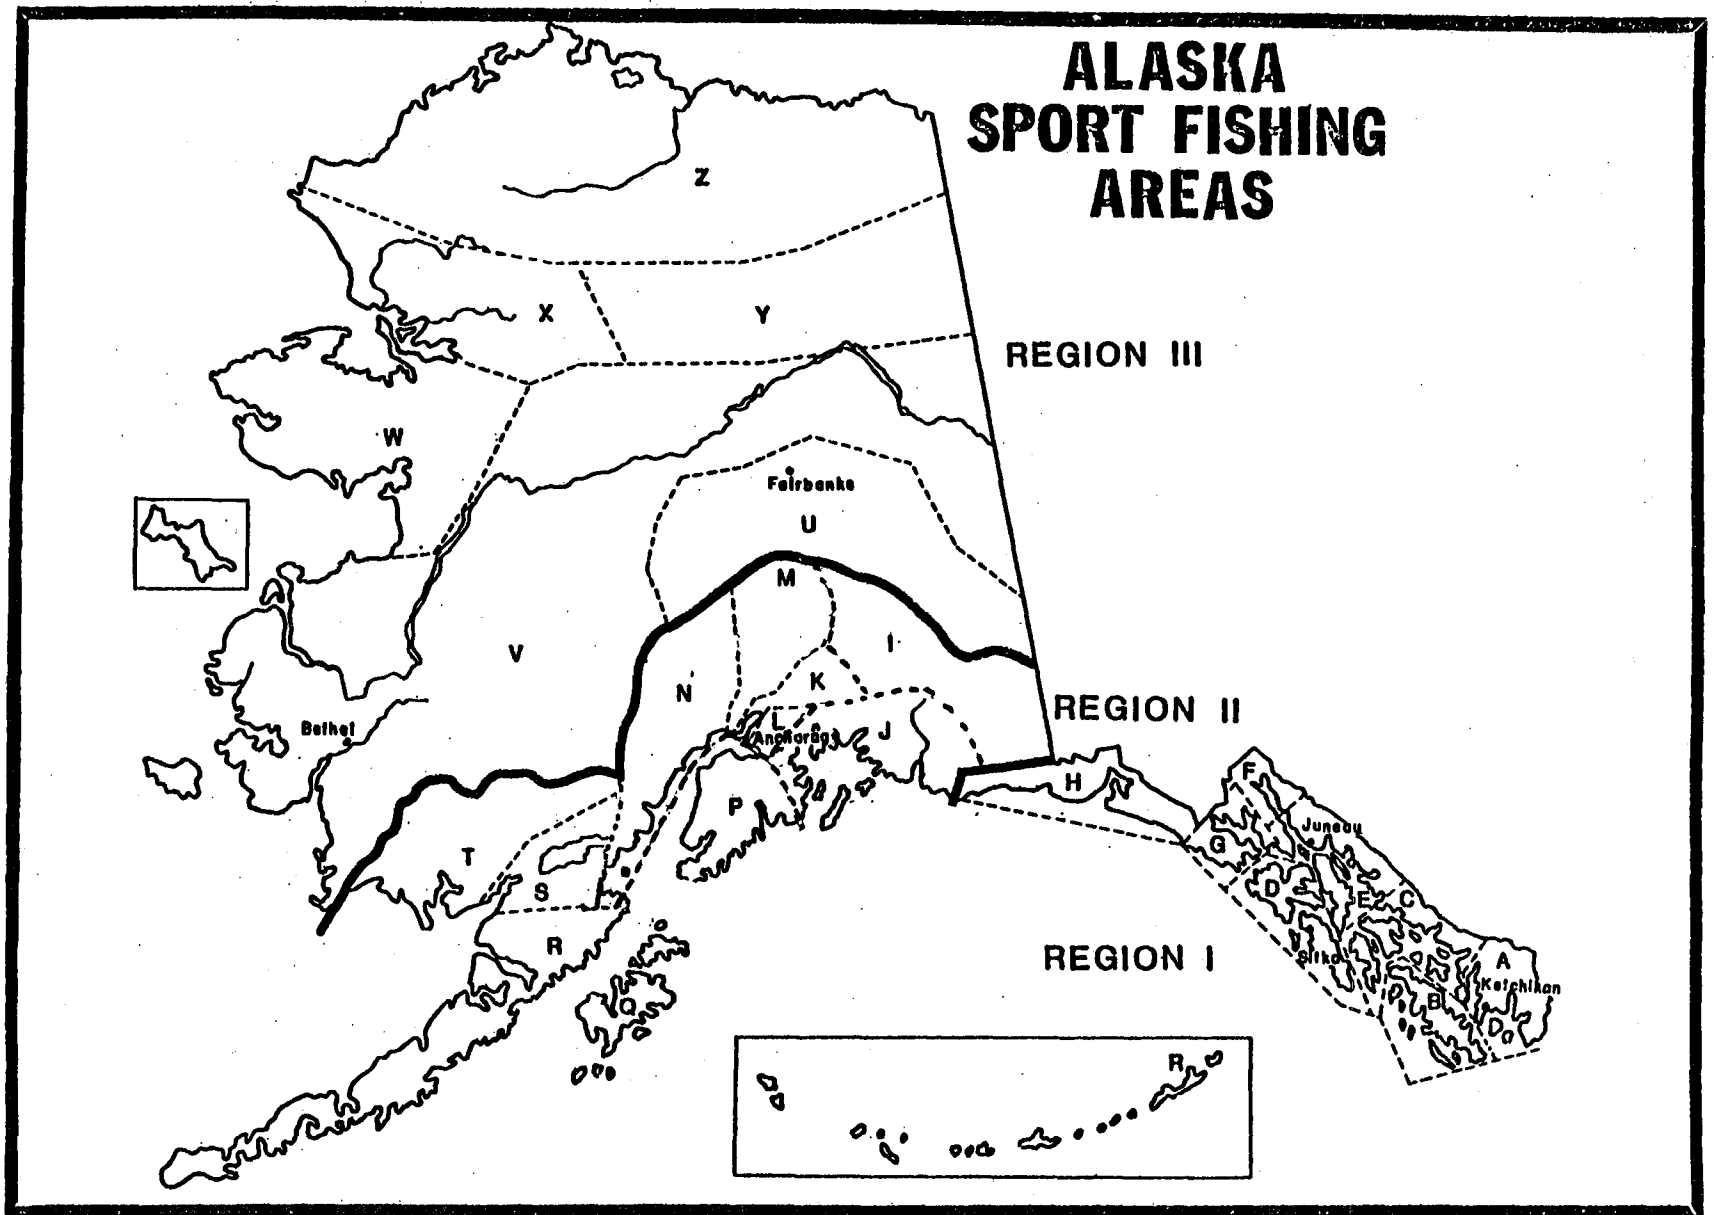 ALASKA
SPORT FISHING
AREAS
Z
X
Y
REGION III
W
Fairbanks
U
M
I
V
N
K
REGION II
L
Bethel
Anchorage
J
F
H
P
Juneau
G
T
D
S
E
C
R
REGION I
Sitka
A
Ketchikan
Q
B
R